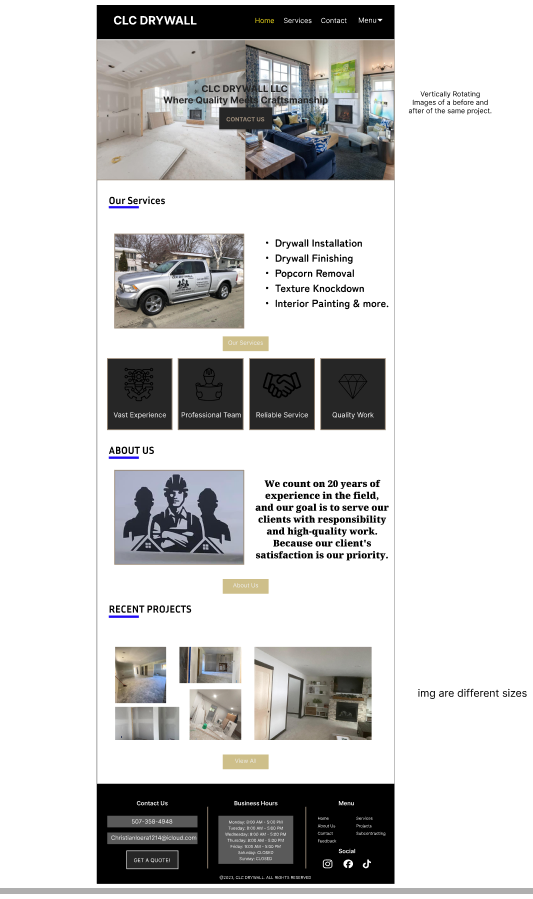 CLC DRYWALL
Home Services Contact Menu
CLC DRYWALL LLC
Where Quality Meets Craftsmanship
CONTACT US
Vertically Rotating
Images of a before and
after of the same project.
Our Services
• Drywall Installation
• Drywall Finishing
• Popcorn Removal
• Texture Knockdown
• Interior Painting & more.
Our Services
Vast Experience
Professional Team
Reliable Service
Quality Work
ABOUT US
We count on 20 years of
experience in the field,
and our goal is to serve our
clients with responsibility
and high-quality work.
Because our client's
satisfaction is our priority.
About Us
RECENT PROJECTS
img are different sizes
View All
Contact Us
507-358-4948
Christianloera1214@icloud.com
GET A QUOTE!
Business Hours
Monday: 8:00 AM - 5:00 PM
Tuesday: 8:00 AM - 5:00 PM
Wednesday: 8:00 AM - 5:00 PM
Thursday: 8:00 AM - 5:00 PM
Friday: 8:00 AM - 5:00 PM
Saturday: CLOSED
Sunday: CLOSED
Menu
Home Services
About Us Projects
Contact Subcontracting
Feedback
Social
©2023, CLC DRYWALL. ALL RIGHTS RESERVED